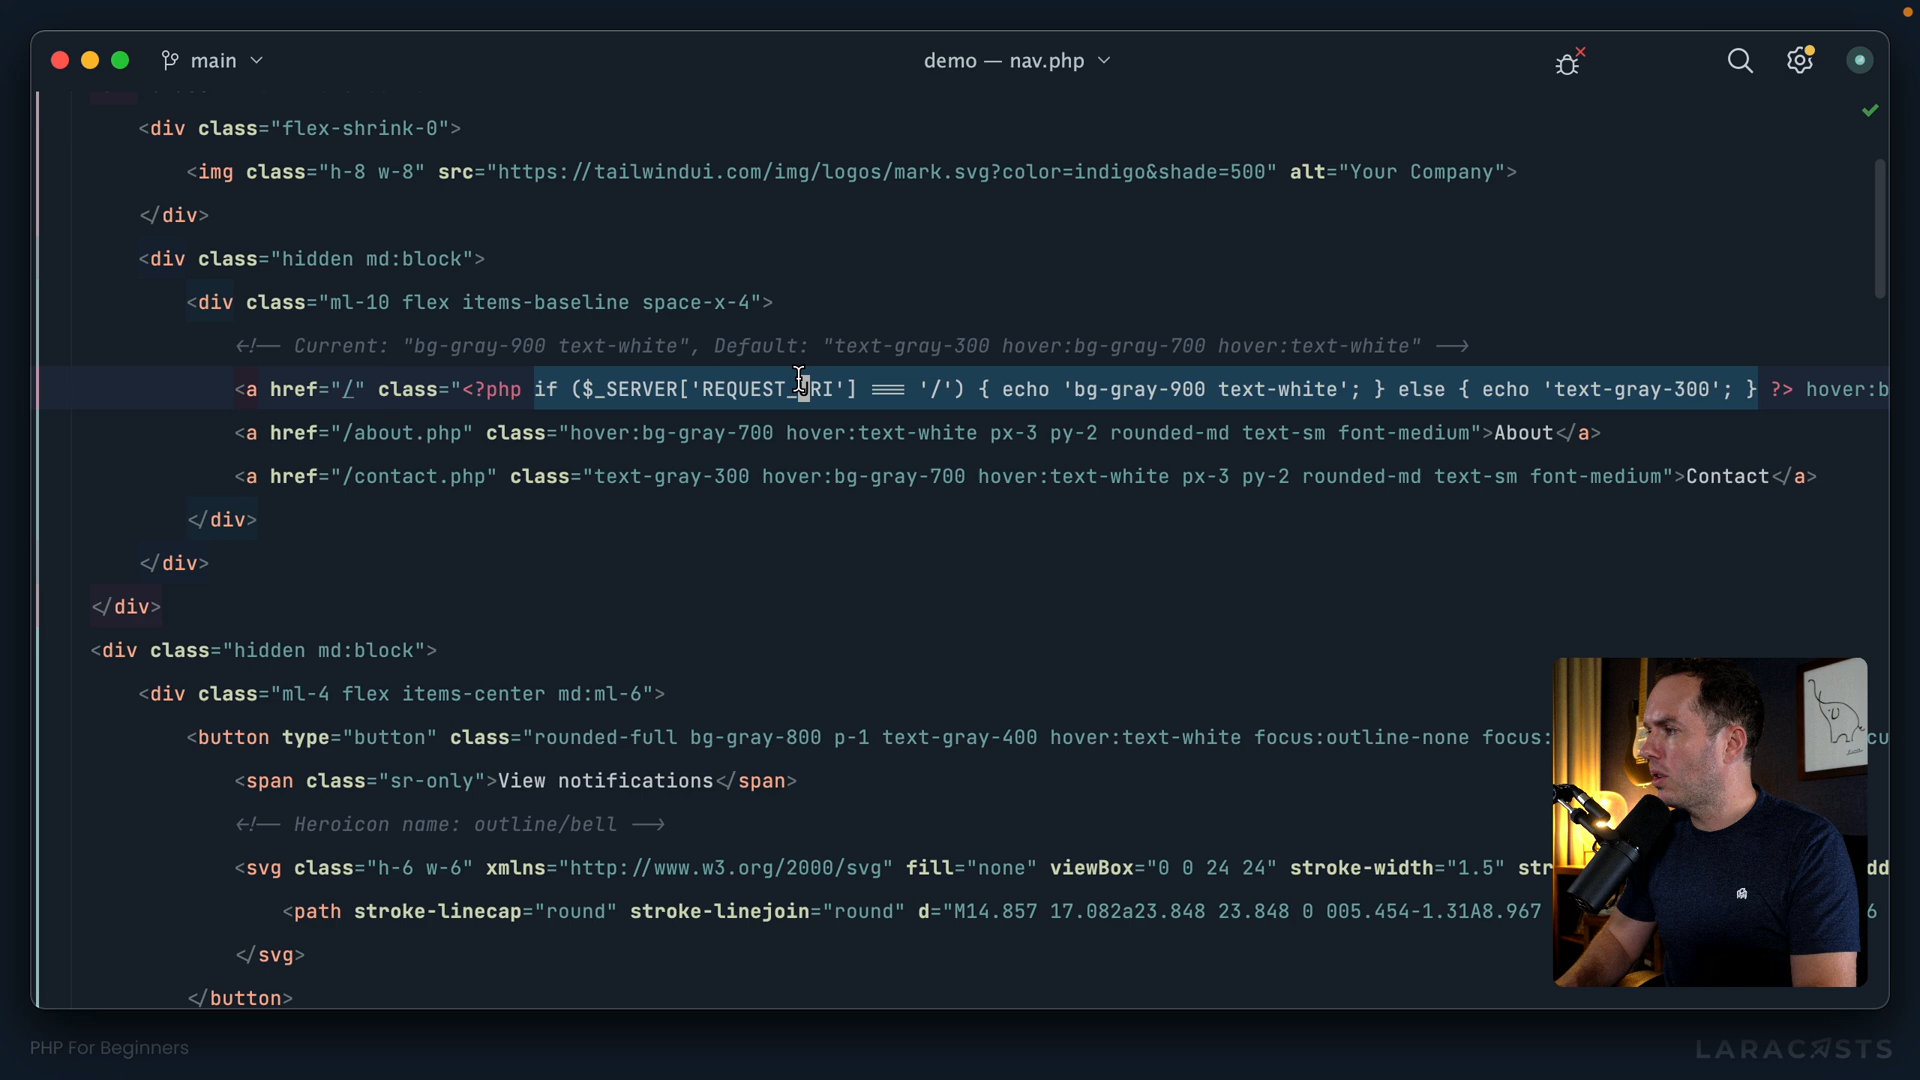 main
demo — nav.php
<div class="flex-shrink-0">
<img class="h-8 w-8" src="https://tailwindui.com/img/logos/mark.svg?color=indigo&shade=500" alt="Your Company">
</div>
<div class="hidden md:block">
<div class="ml-10 flex items-baseline space-x-4">
<!-- Current: "bg-gray-900 text-white", Default: "text-gray-300 hover:bg-gray-700 hover:text-white" -->
<a href="/" class="<?php if ($_SERVER['REQUEST_URI'] === '/') { echo 'bg-gray-900 text-white'; } else { echo 'text-gray-300'; } ?> hover:b
<a href="/about.php" class="hover:bg-gray-700 hover:text-white px-3 py-2 rounded-md text-sm font-medium">About</a>
<a href="/contact.php" class="text-gray-300 hover:bg-gray-700 hover:text-white px-3 py-2 rounded-md text-sm font-medium">Contact</a>
</div>
</div>
</div>
<div class="hidden md:block">
<div class="ml-4 flex items-center md:ml-6">
<button type="button" class="rounded-full bg-gray-800 p-1 text-gray-400 hover:text-white focus:outline-none focus:
<span class="sr-only">View notifications</span>
<!-- Heroicon name: outline/bell -->
<svg class="h-6 w-6" xmlns="http://www.w3.org/2000/svg" fill="none" viewBox="0 0 24 24" stroke-width="1.5" str
<path stroke-linecap="round" stroke-linejoin="round" d="M14.857 17.082a23.848 23.848 0 005.454-1.31A8.967
</svg>
</button>
PHP For Beginners
LARACASTS